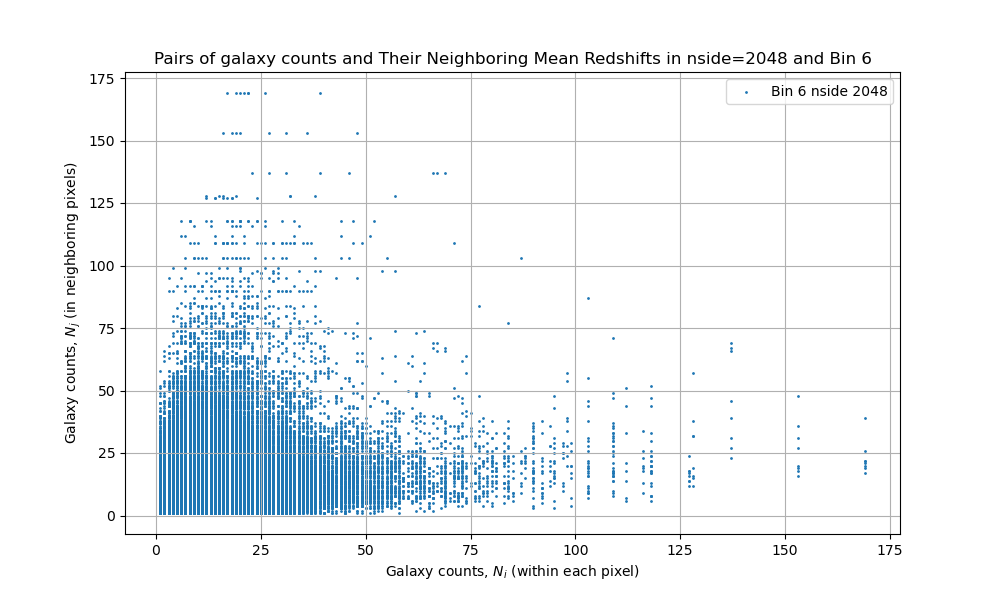 Pairs of galaxy counts and Their Neighboring Mean Redshifts in nside=2048 and Bin 6
Bin 6 nside 2048
175
150
125
100
75
50
25
0
Galaxy counts, Nj (in neighboring pixels)
0 25 50 75 100 125 150 175
Galaxy counts, Ni (within each pixel)